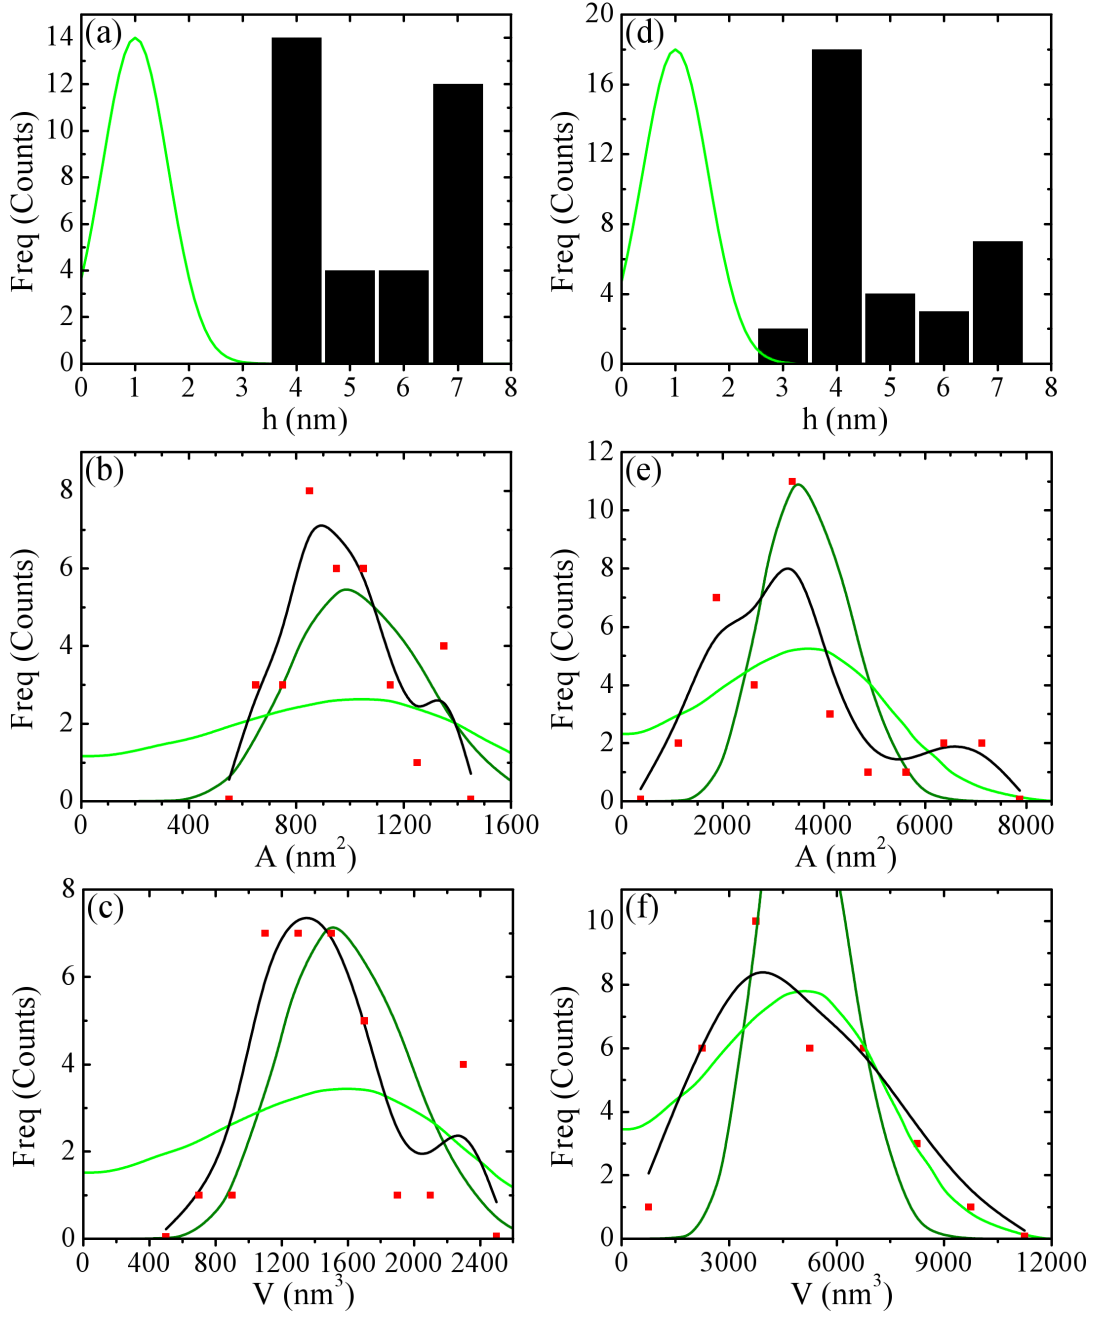 (a)
14
12
10
8
6
4
2
0
Freq (Counts)
0 1 2 3 4 5 6 7 8
h (nm)
(d)
20
16
12
8
4
0
Freq (Counts)
0 1 2 3 4 5 6 7 8
h (nm)
(b)
8
6
4
2
0
Freq (Counts)
0 400 800 1200 1600
A (nm²)
(e)
12
10
8
6
4
2
0
Freq (Counts)
0 2000 4000 6000 8000
A (nm²)
(c)
8
6
4
2
0
Freq (Counts)
0 400 800 1200 1600 2000 2400
V (nm³)
(f)
10
8
6
4
2
0
Freq (Counts)
0 3000 6000 9000 12000
V (nm³)